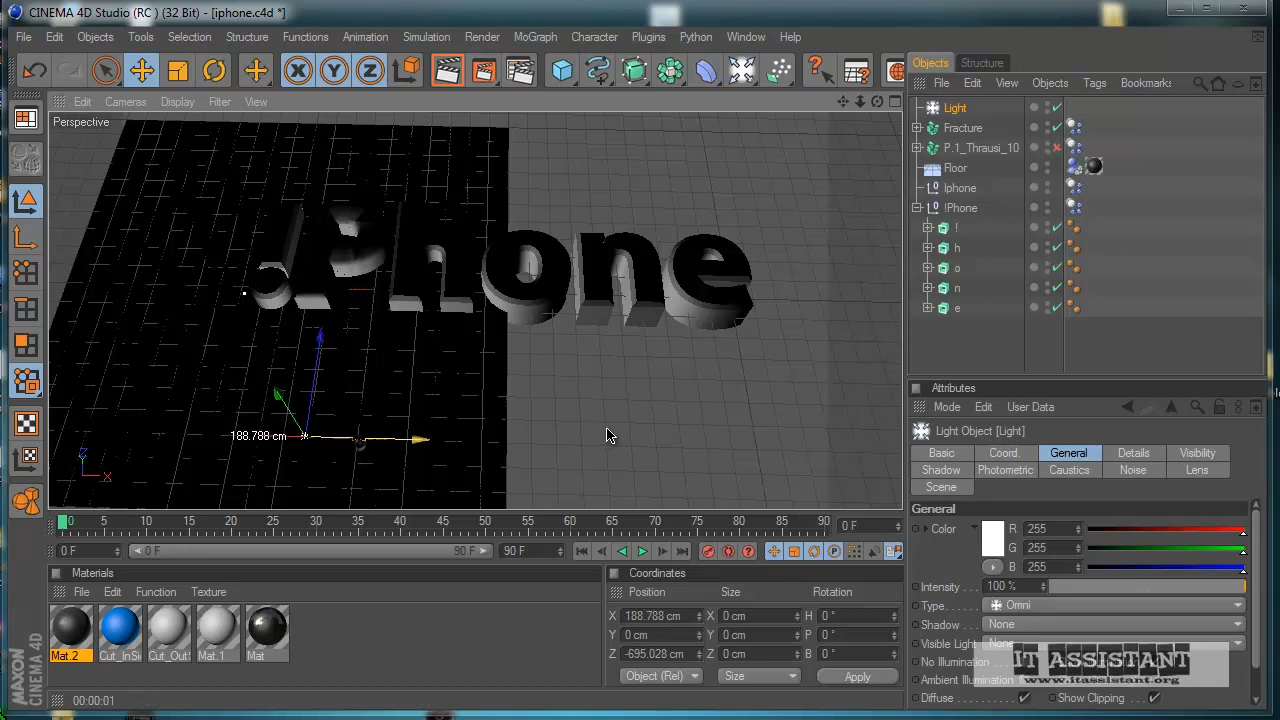 CINEMA 4D Studio (RC ) (32 Bit) - [iphone.c4d *]
File Edit Objects Tools Selection Structure Functions Animation Simulation Render MoGraph Character Plugins Python Window Help
Edit Cameras Display Filter View
Perspective
Phone
188.788 cm
Z
X
0 5 10 15 20 25 30 35 40 45 50 55 60 65 70 75 80 85 90 0 F
0 F 0 F 90 F 90 F
Materials
File Edit Function Texture
Mat.2 Cut_InSi Cut_Out Mat.1 Mat
Coordinates
Position Size Rotation
X 188.788 cm X 0 cm H 0 °
Y 0 cm Y 0 cm P 0 °
Z -695.028 cm Z 0 cm B 0 °
Object (Rel) Size Apply
00:00:01
MAXON
CINEMA 4D
Objects Structure
File Edit View Objects Tags Bookmarks
Light
Fracture
P.1_Thrausi_10
Floor
Iphone
!Phone
!
h
o
n
e
Attributes
Mode Edit User Data
Light Object [Light]
Basic Coord. General Details Visibility
Shadow Photometric Caustics Noise Lens
Scene
General
Color R 255
G 255
B 255
Intensity 100 %
Type Omni
Shadow None
Visible Light None
No Illumination
Ambient Illumination
Diffuse Show Clipping
IT ASSISTANT
www.itassistant.org